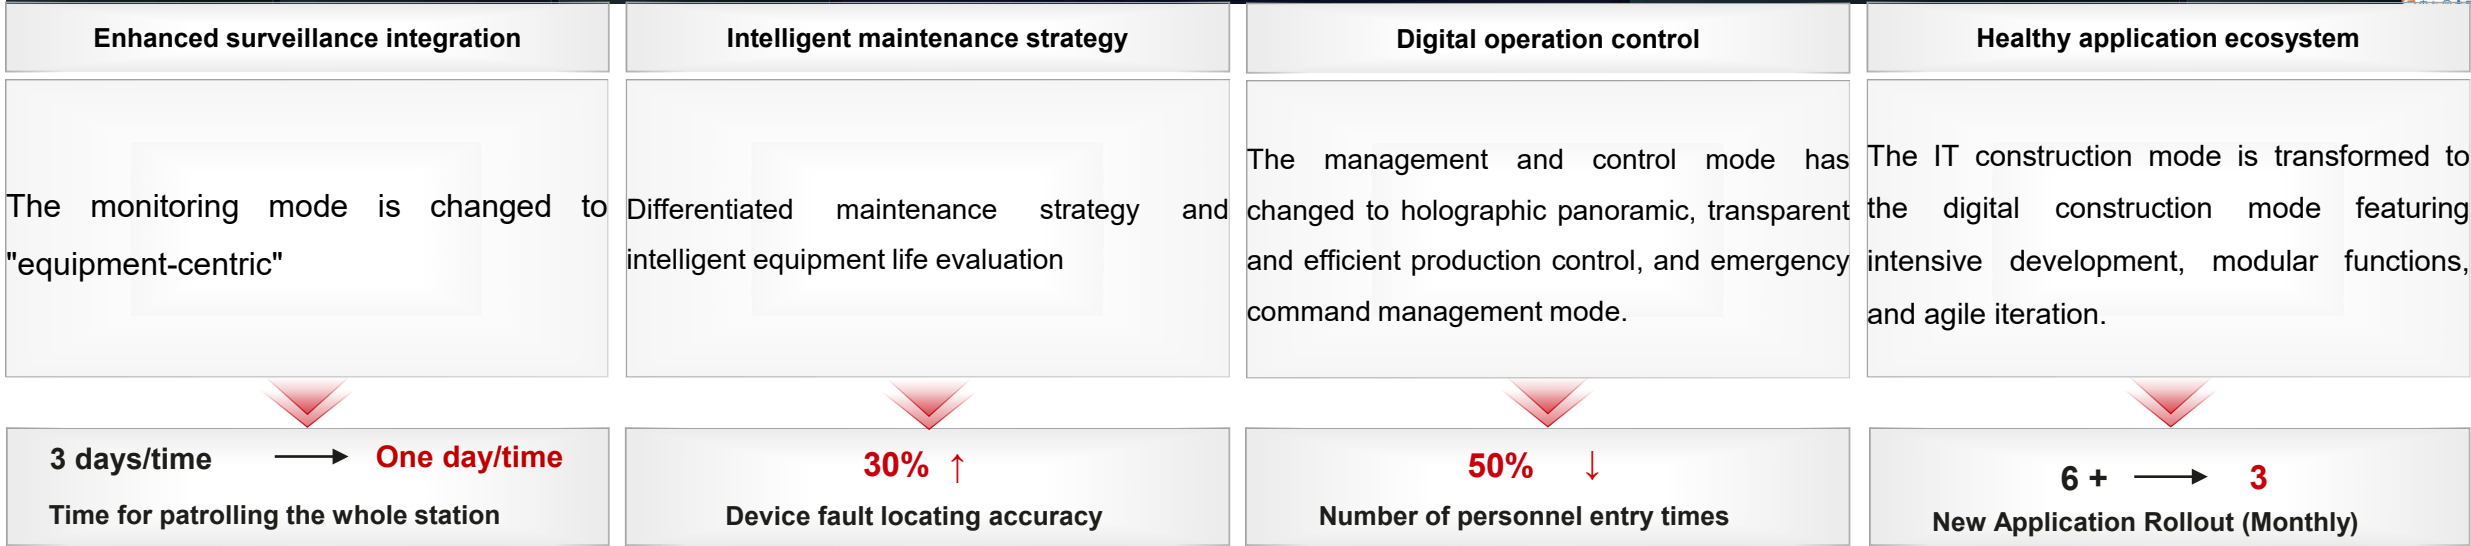 Enhanced surveillance integration
The monitoring mode is changed to
"equipment-centric"
3 days/time → One day/time
Time for patrolling the whole station
Intelligent maintenance strategy
Differentiated maintenance strategy and
intelligent equipment life evaluation
30% ↑
Device fault locating accuracy
Digital operation control
The management and control mode has
changed to holographic panoramic, transparent
and efficient production control, and emergency
command management mode.
50% ↓
Number of personnel entry times
Healthy application ecosystem
The IT construction mode is transformed to
the digital construction mode featuring
intensive development, modular functions,
and agile iteration.
6 + → 3
New Application Rollout (Monthly)